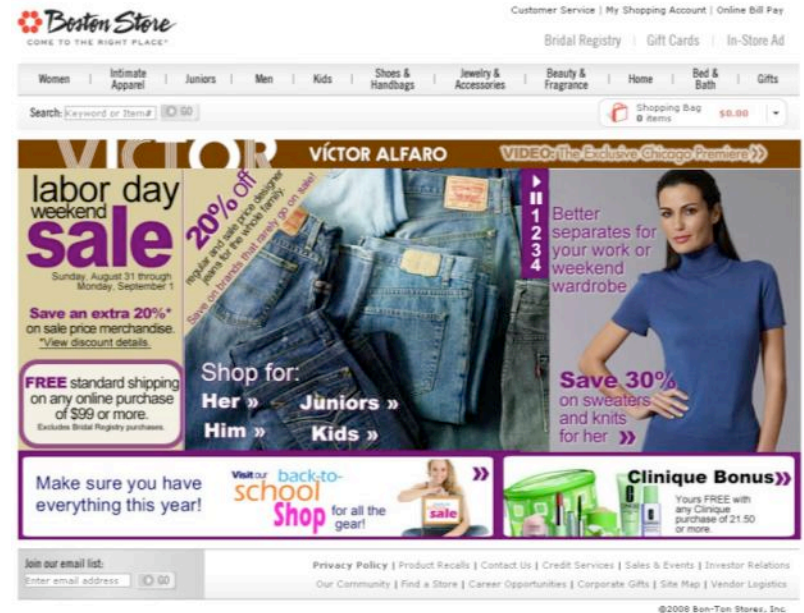 Boston Store
COME TO THE RIGHT PLACE
Customer Service | My Shopping Account | Online Bill Pay
Bridal Registry | Gift Cards | In-Store Ad
Women | Intimate Apparel | Juniors | Men | Kids | Shoes & Handbags | Jewelry & Accessories | Beauty & Fragrance | Home | Bed & Bath | Gifts
Search: Keyword or Item# GO
Shopping Bag
0 items
$0.00
VICTOR
VÍCTOR ALFARO
VIDEO: The Exclusive Chicago Premiere »
labor day
weekend
sale
Sunday, August 31 through
Monday, September 1
Save an extra 20%*
on sale price merchandise.
*View discount details.
FREE standard shipping
on any online purchase
of $99 or more.
Excludes Bridal Registry purchases.
20% off
regular and sale price designer
jeans for the whole family.
Save on brands that rarely go on sale!
Shop for:
Her » Juniors »
Him » Kids »
1
2
3
4
Better
separates for
your work or
weekend
wardrobe
Save 30%
on sweaters
and knits
for her »
Make sure you have
everything this year!
Visit our back-to-
school
Shop for all the
gear!
sale
»
Clinique Bonus»
Yours FREE with
any Clinique
purchase of 21.50
or more.
Join our email list:
Enter email address GO
Privacy Policy | Product Recalls | Contact Us | Credit Services | Sales & Events | Investor Relations
Our Community | Find a Store | Career Opportunities | Corporate Gifts | Site Map | Vendor Logistics
©2008 Bon-Ton Stores, Inc.